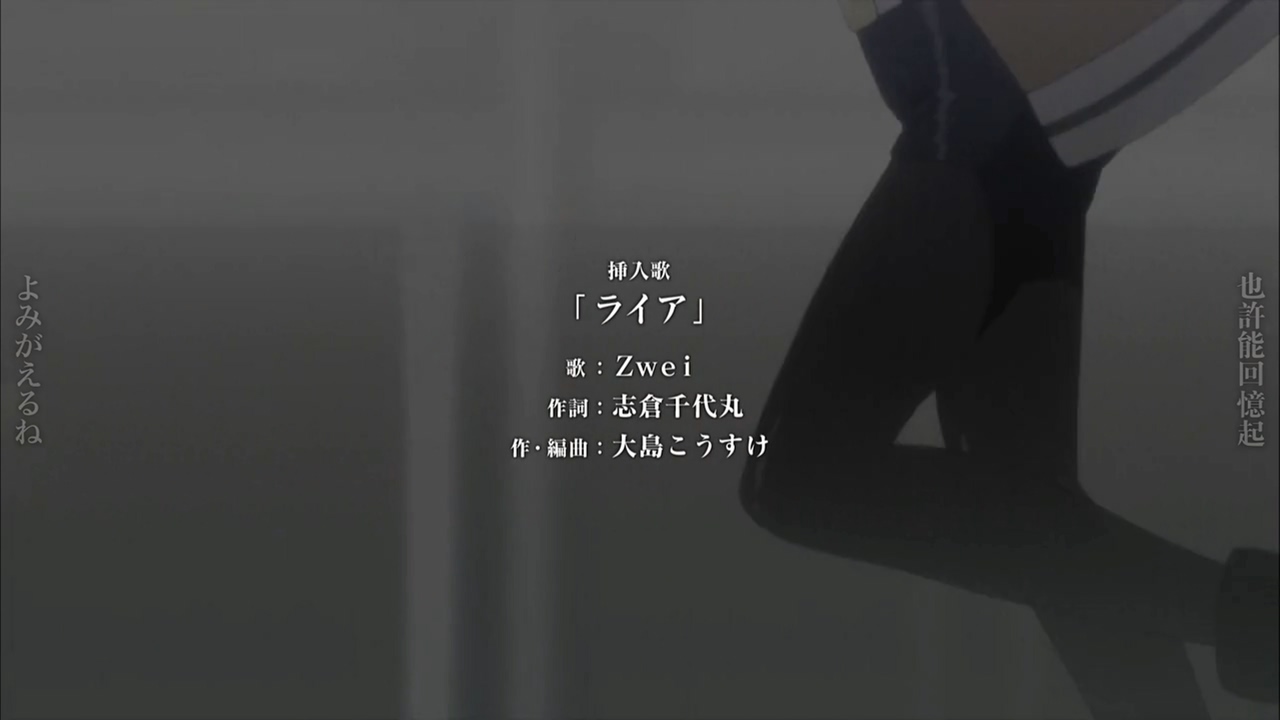 挿入歌
「ライア」
歌：Zwei
作詞：志倉千代丸
作・編曲：大島こうすけ
よみがえるね
也許能回憶起